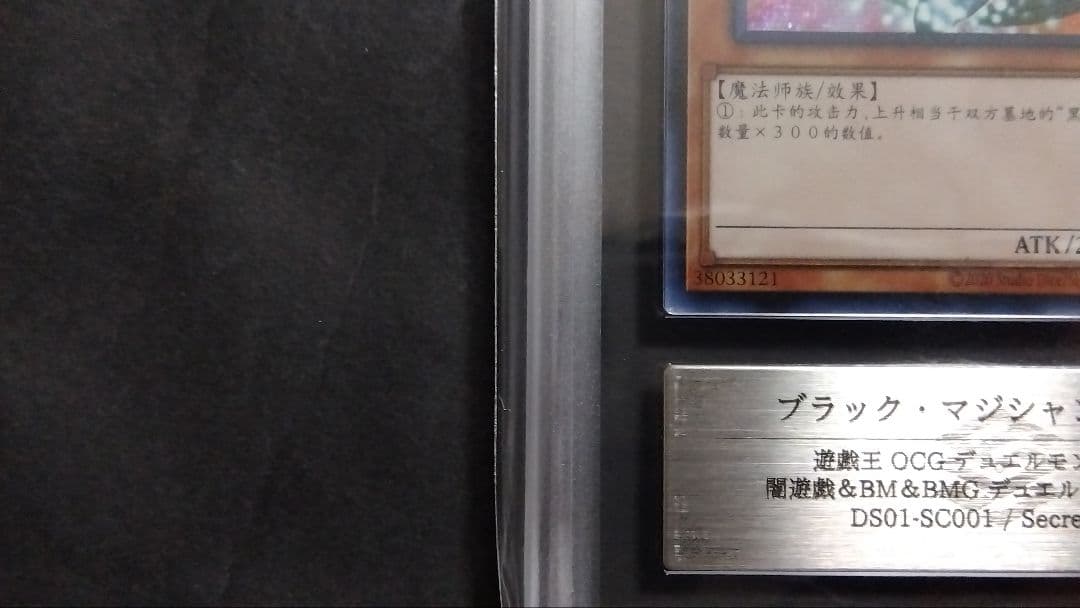 【魔法师族/效果】
①：此卡的攻击力，上升相当于双方墓地的“黑
数量×３００的数值。
ATK/2
38033121
©2020 Studio Dice/
ブラック・マジシャン
遊戯王 OCG デュエルモン
闇遊戯＆BM＆BMG デュエル
DS01-SC001 / Secre